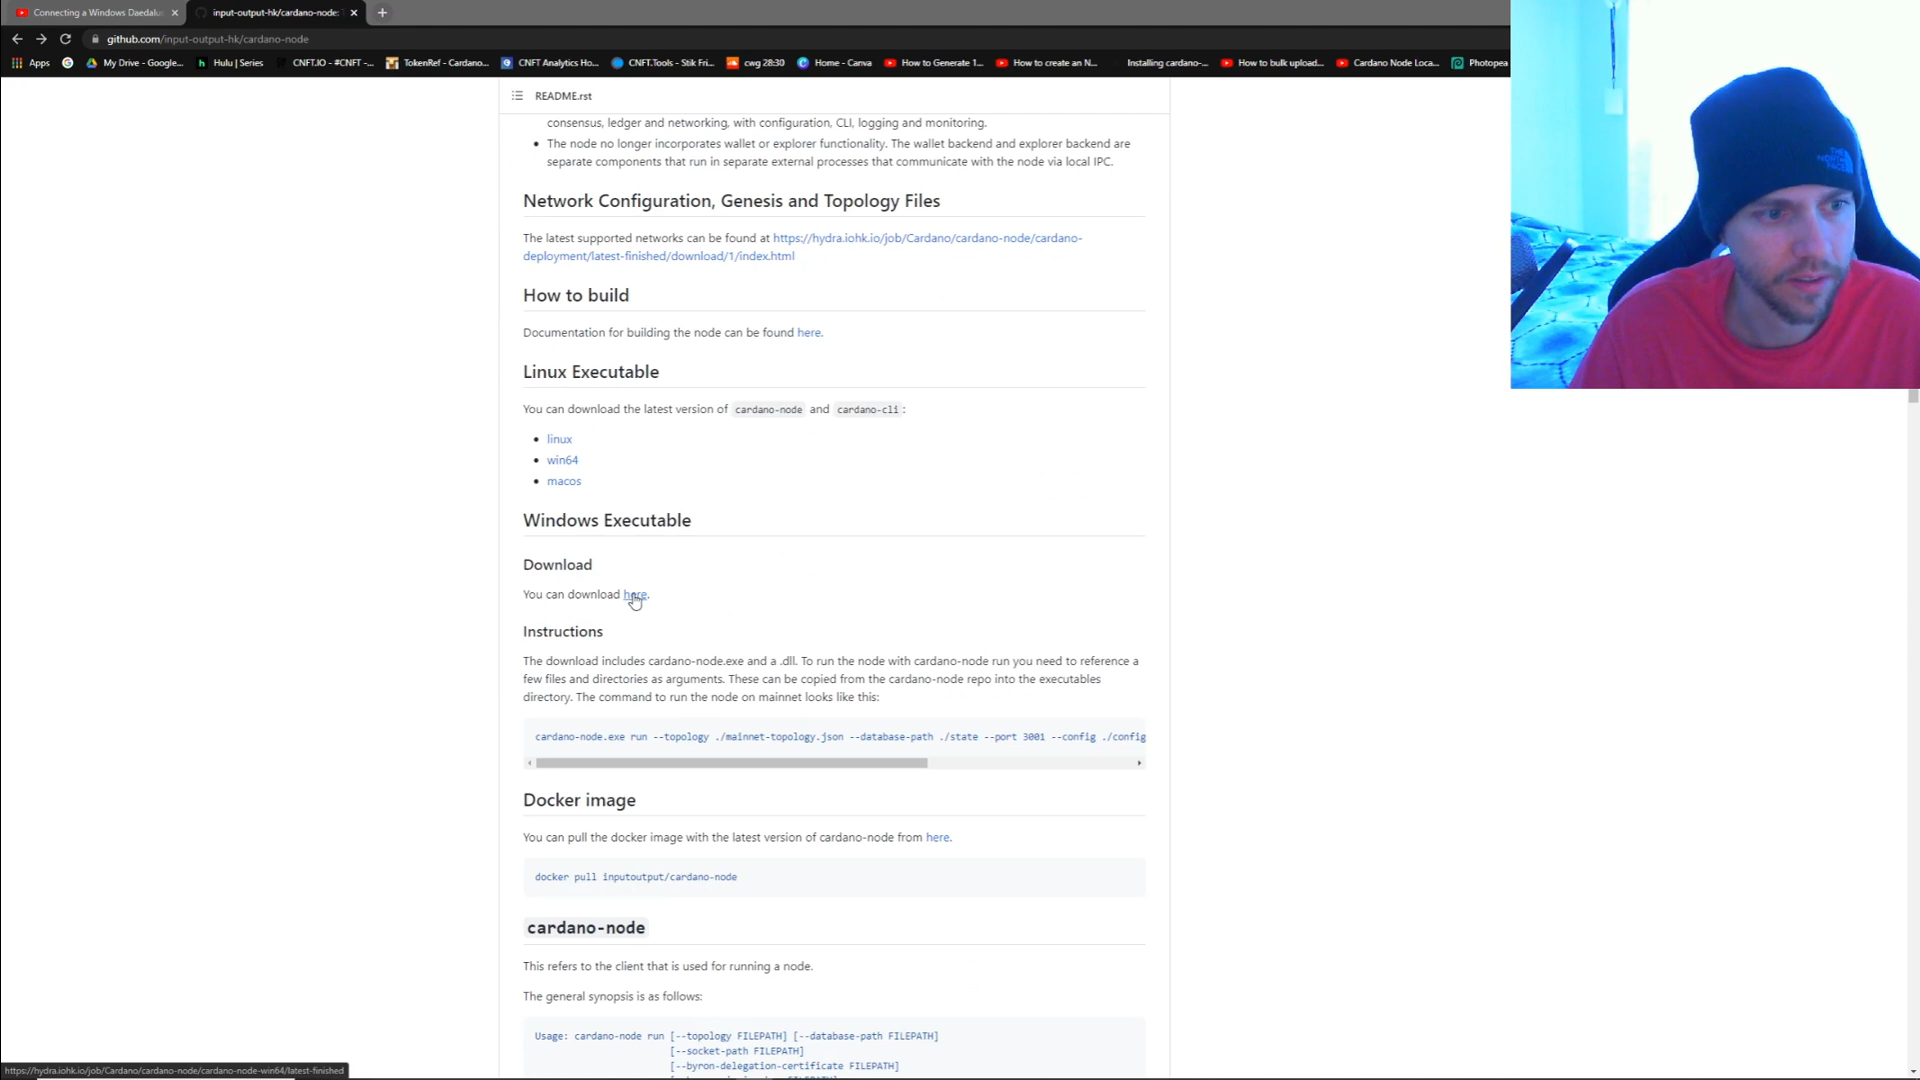 Connecting a Windows Daedalus
input-output-hk/cardano-node:
github.com/input-output-hk/cardano-node
Apps
My Drive - Google...
Hulu | Series
CNFT.IO - #CNFT -...
TokenRef - Cardano...
CNFT Analytics Ho...
CNFT.Tools - Stik Fri...
cwg 28:30
Home - Canva
How to Generate 1...
How to create an N...
Installing cardano-...
How to bulk upload...
Cardano Node Loca...
Photopea
README.rst
consensus, ledger and networking, with configuration, CLI, logging and monitoring.
• The node no longer incorporates wallet or explorer functionality. The wallet backend and explorer backend are
separate components that run in separate external processes that communicate with the node via local IPC.
Network Configuration, Genesis and Topology Files
The latest supported networks can be found at https://hydra.iohk.io/job/Cardano/cardano-node/cardano-
deployment/latest-finished/download/1/index.html
How to build
Documentation for building the node can be found here.
Linux Executable
You can download the latest version of cardano-node and cardano-cli:
• linux
• win64
• macos
Windows Executable
Download
You can download here.
Instructions
The download includes cardano-node.exe and a .dll. To run the node with cardano-node run you need to reference a
few files and directories as arguments. These can be copied from the cardano-node repo into the executables
directory. The command to run the node on mainnet looks like this:
cardano-node.exe run --topology ./mainnet-topology.json --database-path ./state --port 3001 --config ./config
Docker image
You can pull the docker image with the latest version of cardano-node from here.
docker pull inputoutput/cardano-node
cardano-node
This refers to the client that is used for running a node.
The general synopsis is as follows:
Usage: cardano-node run [--topology FILEPATH] [--database-path FILEPATH]
[--socket-path FILEPATH]
[--byron-delegation-certificate FILEPATH]
https://hydra.iohk.io/job/Cardano/cardano-node/cardano-node-win64/latest-finished
THE
NORTH
FACE